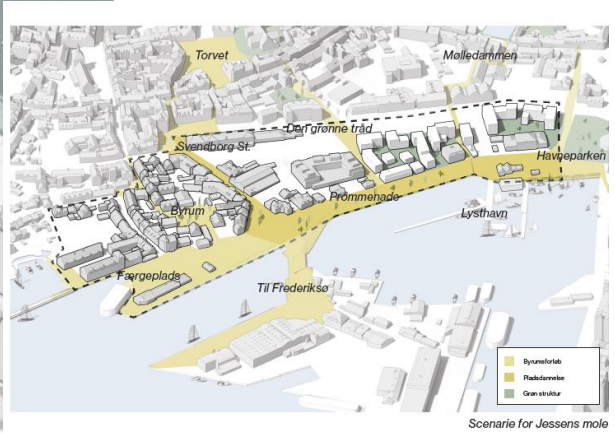 Torvet
Mølledammen
Den grønne tråd
Svendborg St.
Havneparken
Prommenade
Byrum
Lysthavn
Færgeplads
Til Frederiksø
Byrumsforløb
Pladsdannelse
Grøn struktur
Scenarie for Jessens mole